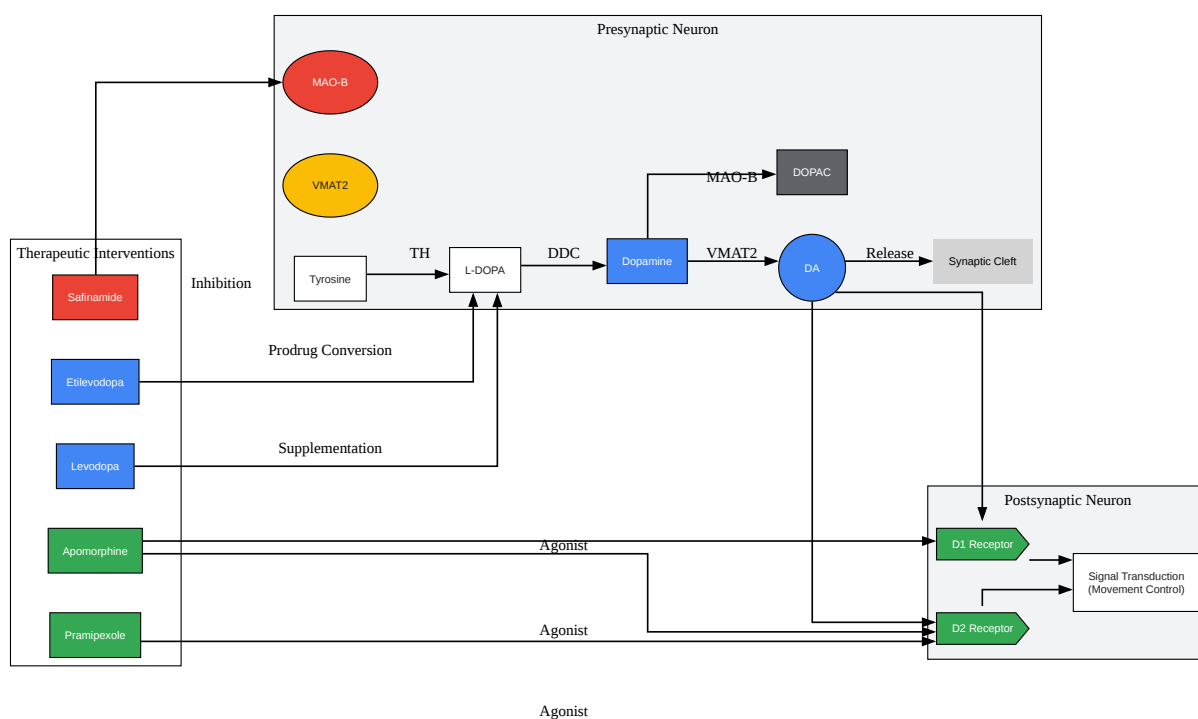 Presynaptic Neuron
MAO-B
VMAT2
MAO-B
DOPAC
Therapeutic Interventions
TH
DDC
VMAT2
Release
Tyrosine
L-DOPA
Dopamine
DA
Synaptic Cleft
Safinamide
Inhibition
Prodrug Conversion
Etilevodopa
Supplementation
Levodopa
Postsynaptic Neuron
Apomorphine
Agonist
D1 Receptor
Signal Transduction
(Movement Control)
Pramipexole
Agonist
D2 Receptor
Agonist